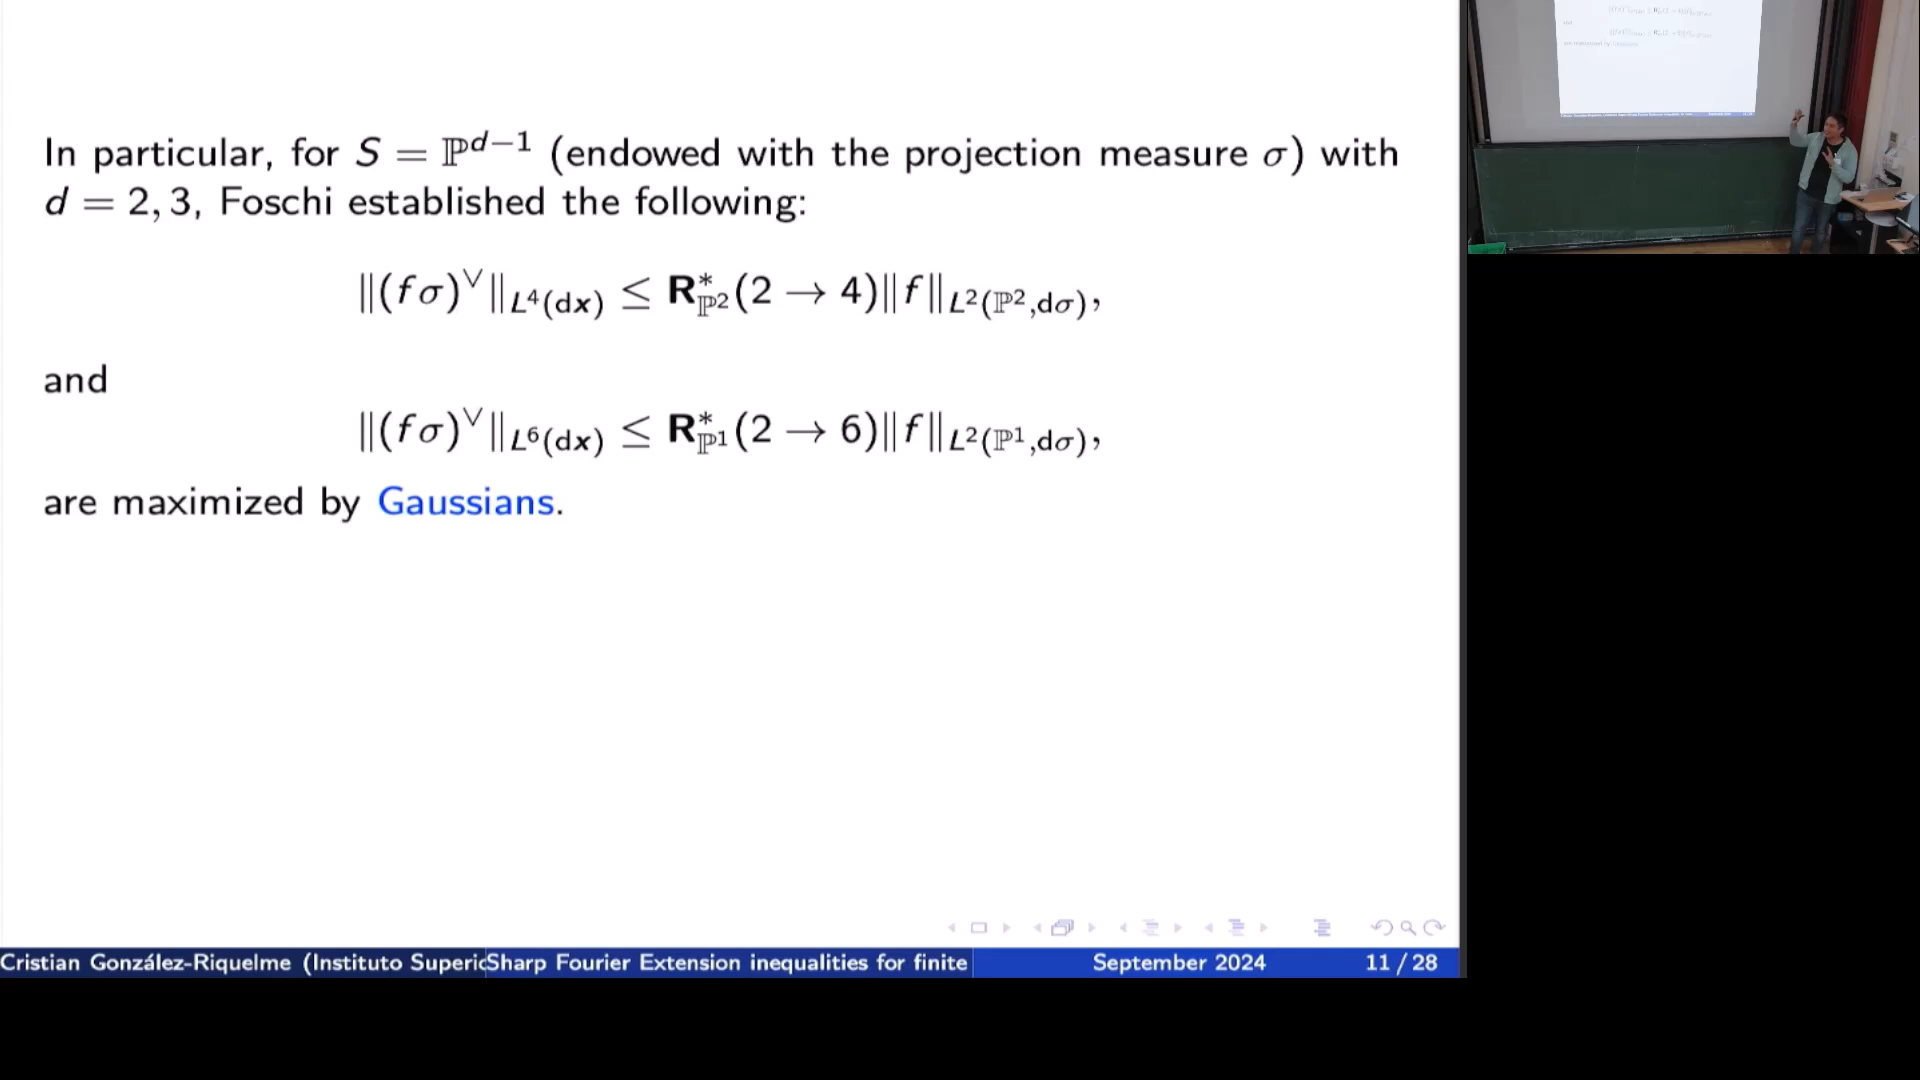 In particular, for S = ℙ^{d−1} (endowed with the projection measure σ) with
d = 2, 3, Foschi established the following:
‖(fσ)^∨‖_{L^4(dx)} ≤ R*_{ℙ^2}(2 → 4)‖f‖_{L^2(ℙ^2,dσ)},
and
‖(fσ)^∨‖_{L^6(dx)} ≤ R*_{ℙ^1}(2 → 6)‖f‖_{L^2(ℙ^1,dσ)},
are maximized by Gaussians.
Cristian González-Riquelme (Instituto Superic Sharp Fourier Extension inequalities for finite September 2024 11 / 28